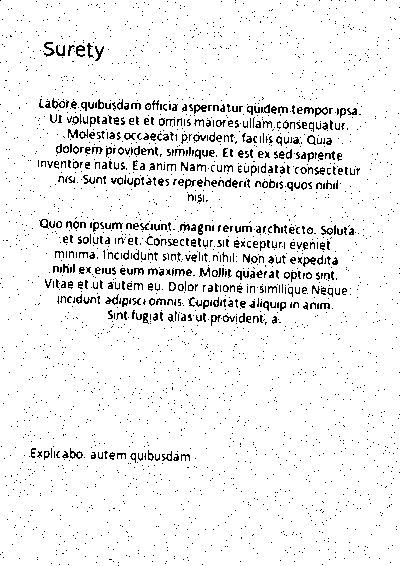 Surety
Labore quibusdam officia aspernatur quidem tempor ipsa.
Ut voluptates et et omnis maiores ullam consequatur.
Molestias occaecati provident, facilis quia. Quia
dolorem provident, similique. Et est ex sed sapiente
inventore natus. Ea anim Nam cum cupidatat consectetur
nisi. Sunt voluptates reprehenderit nobis quos nihil
nisi.
Quo non ipsum nesciunt. magni rerum architecto. Soluta
et soluta in et. Consectetur sit excepturi eveniet
minima. Incididunt sint velit nihil. Non aut expedita
nihil ex eius eum maxime. Mollit quaerat optio sint.
Vitae et ut autem eu. Dolor ratione in similique Neque
incidunt adipisci omnis. Cupiditate aliquip in anim.
Sint fugiat alias ut provident, a.
Explicabo. autem quibusdam